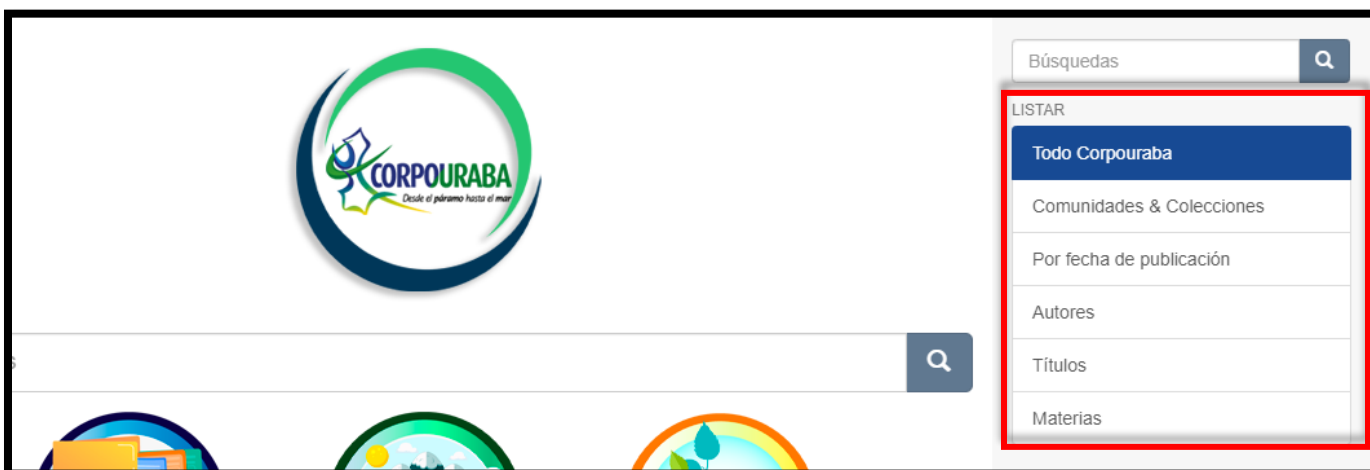 CORPOURABA
Desde el páramo hasta el mar
Búsquedas
LISTAR
Todo Corpouraba
Comunidades & Colecciones
Por fecha de publicación
Autores
Títulos
Materias